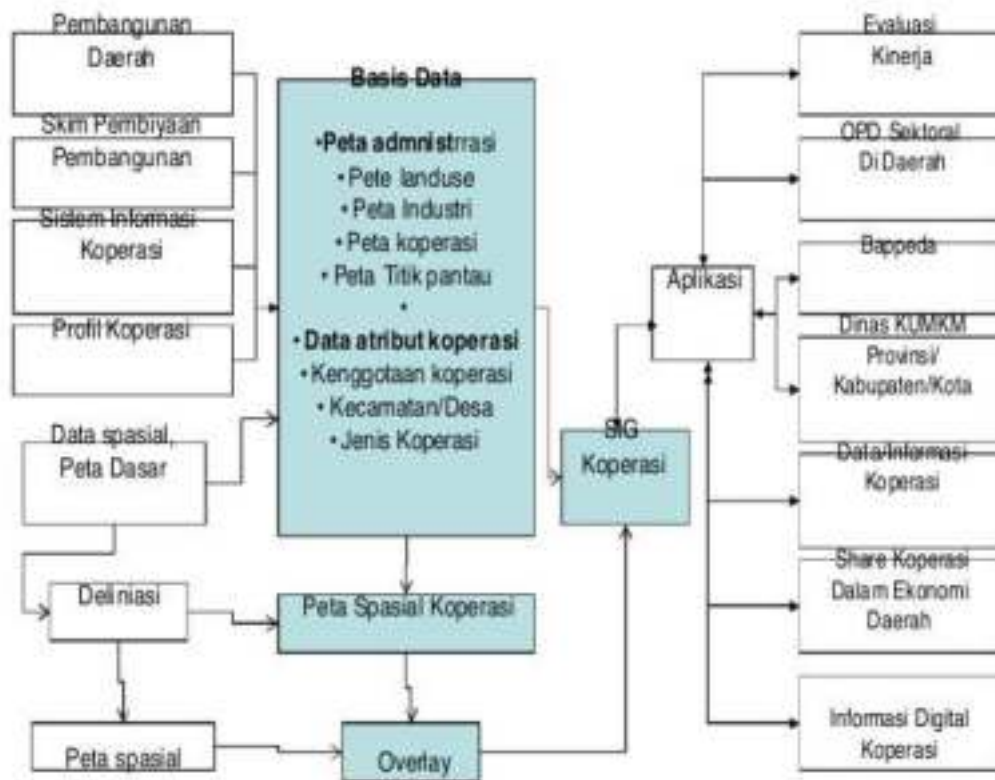 Pembangunan
Daerah
Skim Pembiyaan
Pembangunan
Sistem Informasi
Koperasi
Profil Koperasi
Data spasial,
Peta Dasar
Deliniasi
Peta spasial
Basis Data
•Peta admnistrrasi
• Pete landuse
• Peta Industri
• Peta koperasi
• Peta Titik pantau
•
• Data atribut koperasi
• Kenggotaan koperasi
• Kecamatan/Desa
• Jenis Koperasi
Peta Spasial Koperasi
Overlay
SIG
Koperasi
Aplikasi
Evaluasi
Kinerja
OPD Sektoral
Di Daerah
Bappeda
Dinas KUMKM
Provinsi/
Kabupaten/Kota
Data/Informasi
Koperasi
Share Koperasi
Dalam Ekonomi
Daerah
Informasi Digital
Koperasi